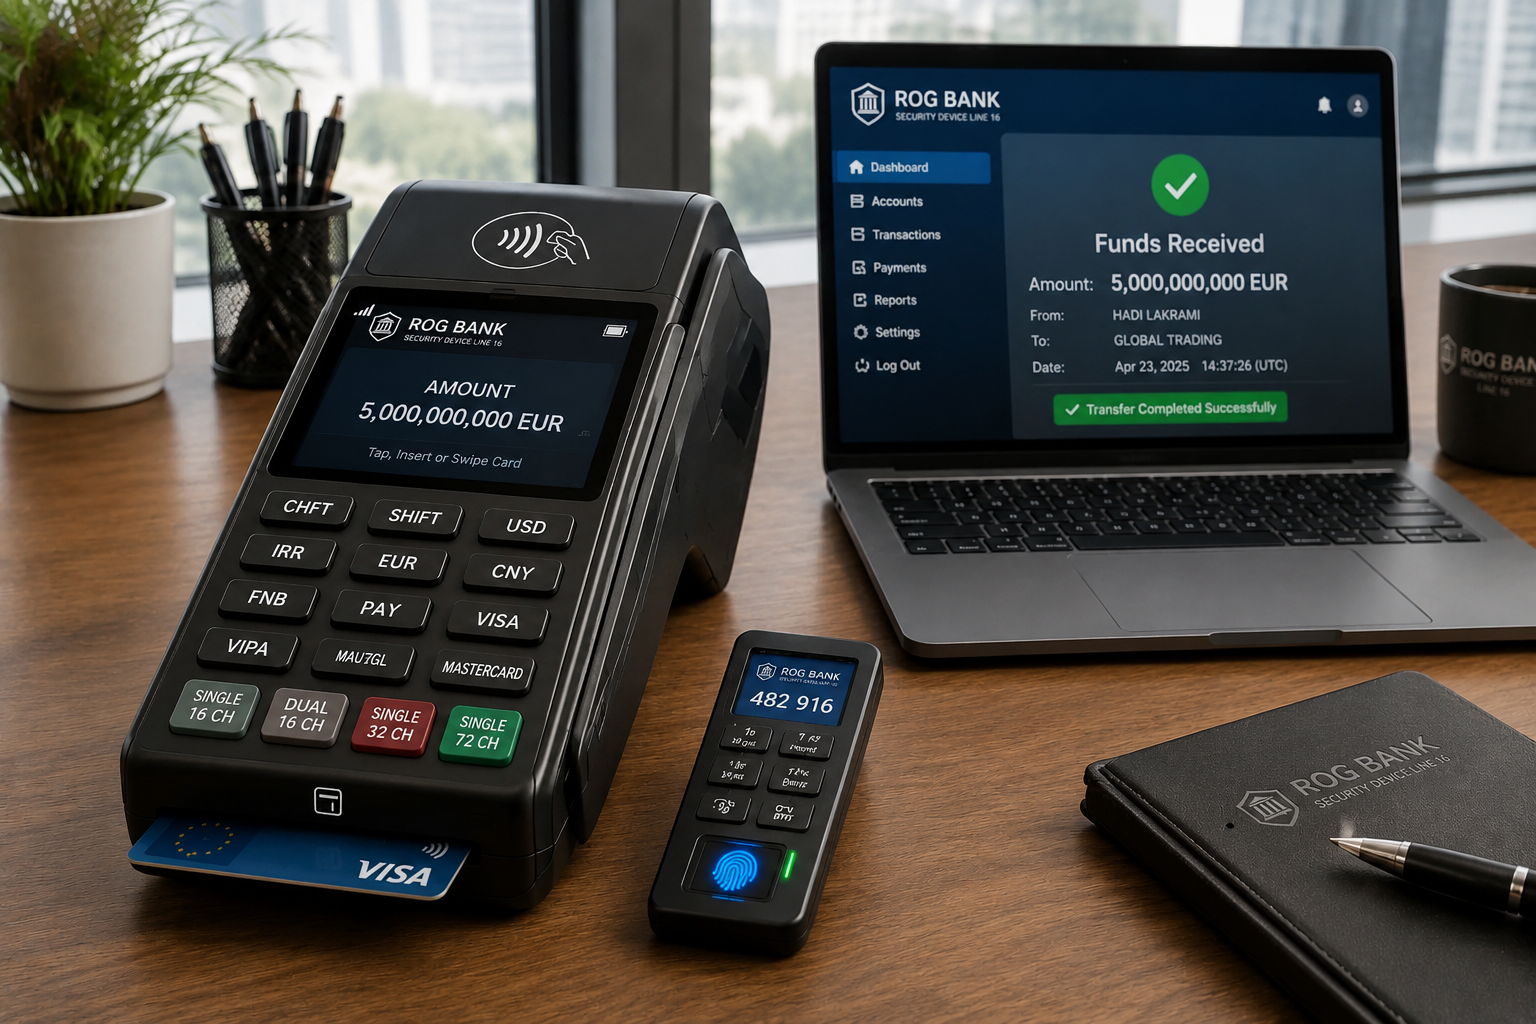 ROG BANK
SECURITY DEVICE LINE 16
AMOUNT
5,000,000,000 EUR
Tap, Insert or Swipe Card
CHFT
SHIFT
USD
IRR
EUR
CNY
FNB
PAY
VISA
VIPA
MASTERCARD
SINGLE
16 CH
DUAL
16 CH
SINGLE
32 CH
SINGLE
72 CH
VISA
ROG BANK
482 916
ROG BANK
SECURITY DEVICE LINE 16
Dashboard
Accounts
Transactions
Payments
Reports
Settings
Log Out
Funds Received
Amount: 5,000,000,000 EUR
From: HADI LAKRAMI
To: GLOBAL TRADING
Date: Apr 23, 2025 14:37:26 (UTC)
Transfer Completed Successfully
ROG BAN
LINE 16
ROG BANK
SECURITY DEVICE LINE 16